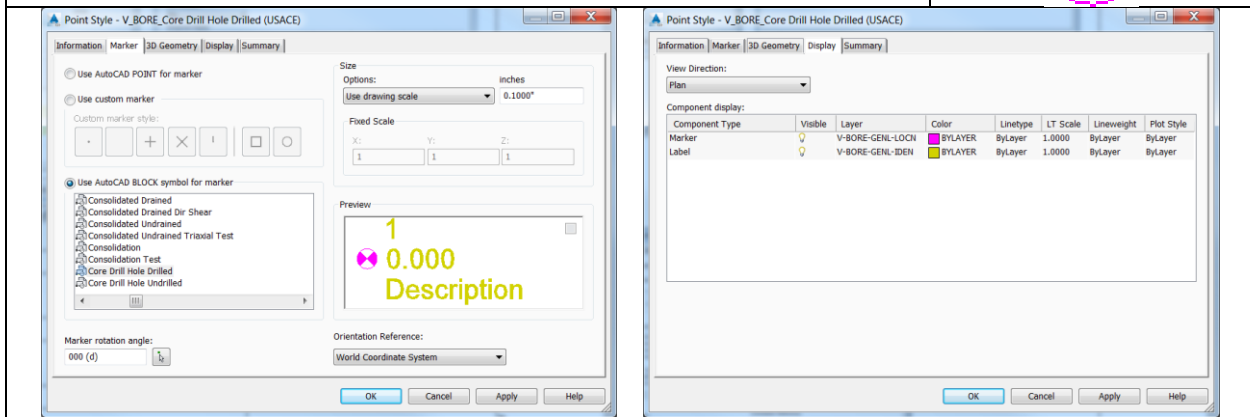 Point Style - V_BORE_Core Drill Hole Drilled (USACE)
Information Marker 3D Geometry Display Summary
Use AutoCAD POINT for marker
Use custom marker
Custom marker style:
Use AutoCAD BLOCK symbol for marker
Consolidated Drained
Consolidated Drained Dir Shear
Consolidated Undrained
Consolidated Undrained Triaxial Test
Consolidation
Consolidation Test
Core Drill Hole Drilled
Core Drill Hole Undrilled
Marker rotation angle:
000 (d)
Size
Options: inches
Use drawing scale 0.1000"
Fixed Scale
X: Y: Z:
1 1 1
Preview
1
0.000
Description
Orientation Reference:
World Coordinate System
OK Cancel Apply Help
Point Style - V_BORE_Core Drill Hole Drilled (USACE)
Information Marker 3D Geometry Display Summary
View Direction:
Plan
Component display:
Component Type Visible Layer Color Linetype LT Scale Lineweight Plot Style
Marker V-BORE-GENL-LOCN BYLAYER ByLayer 1.0000 ByLayer ByLayer
Label V-BORE-GENL-IDEN BYLAYER ByLayer 1.0000 ByLayer ByLayer
OK Cancel Apply Help